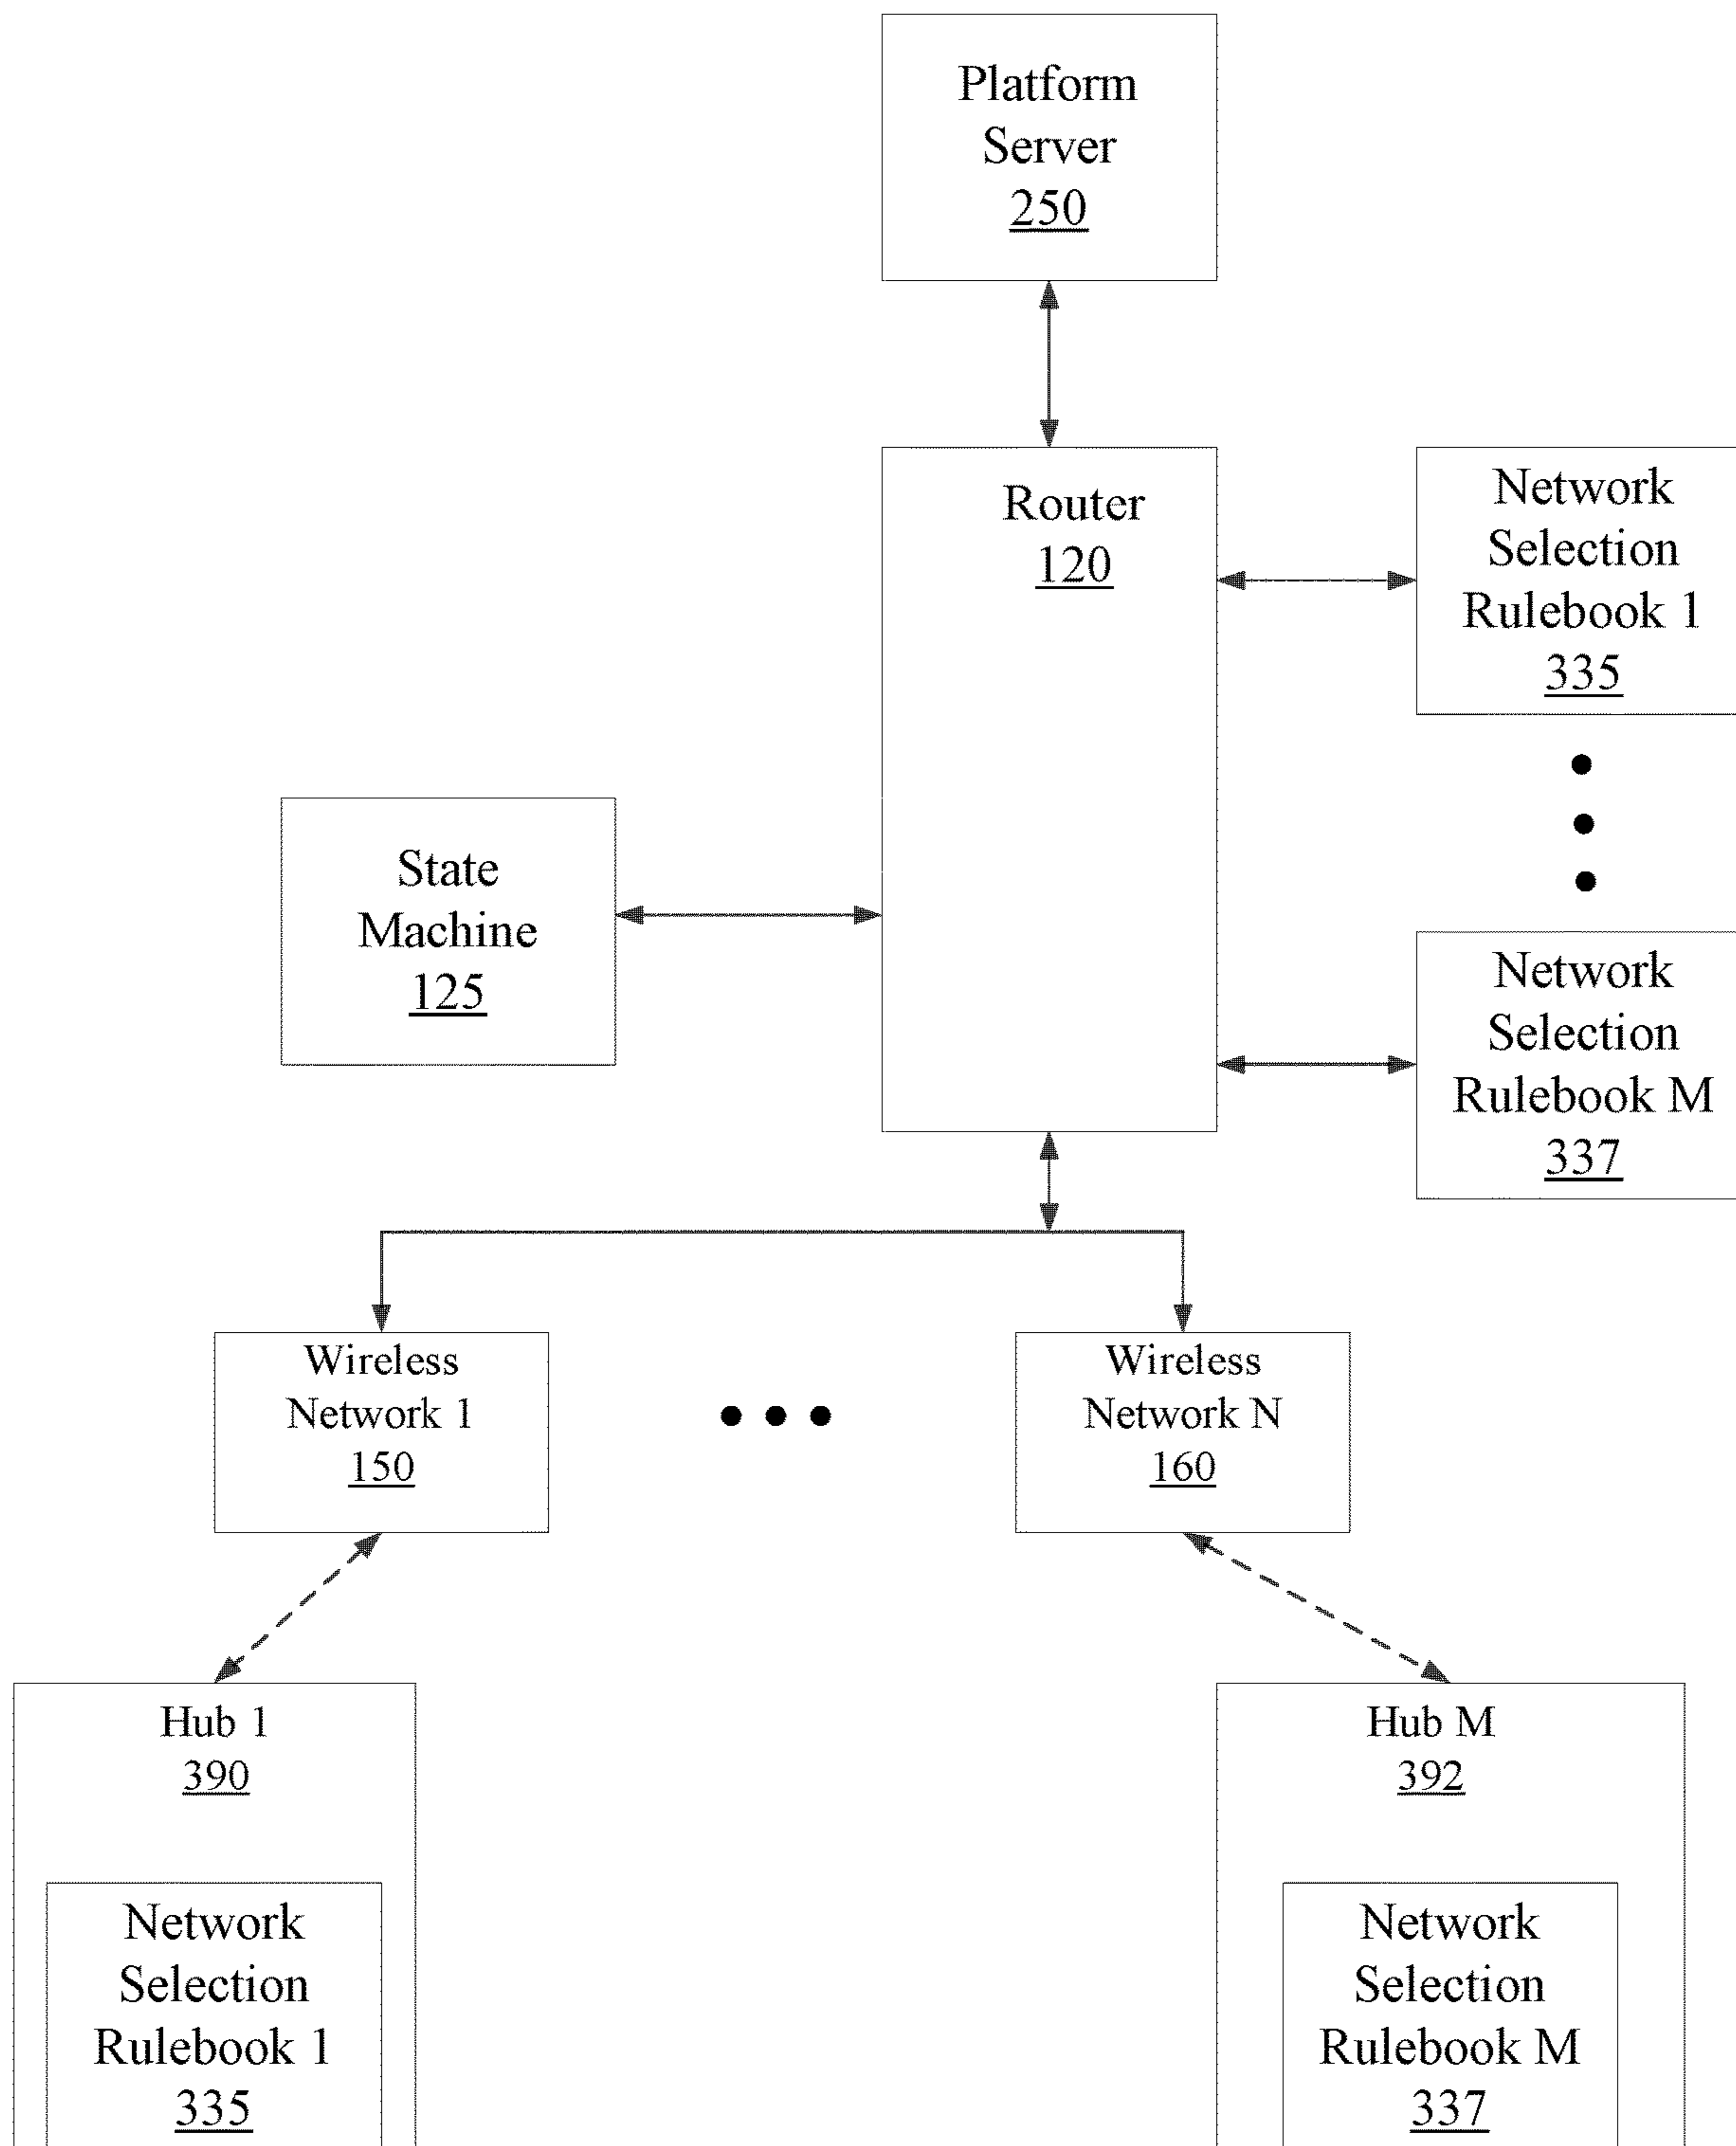 Platform
Server
250
Router
120
Network
Selection
Rulebook 1
335
State
Machine
125
Network
Selection
Rulebook M
337
Wireless
Network 1
150
Wireless
Network N
160
Hub 1
390
Hub M
392
Network
Selection
Rulebook 1
335
Network
Selection
Rulebook M
337